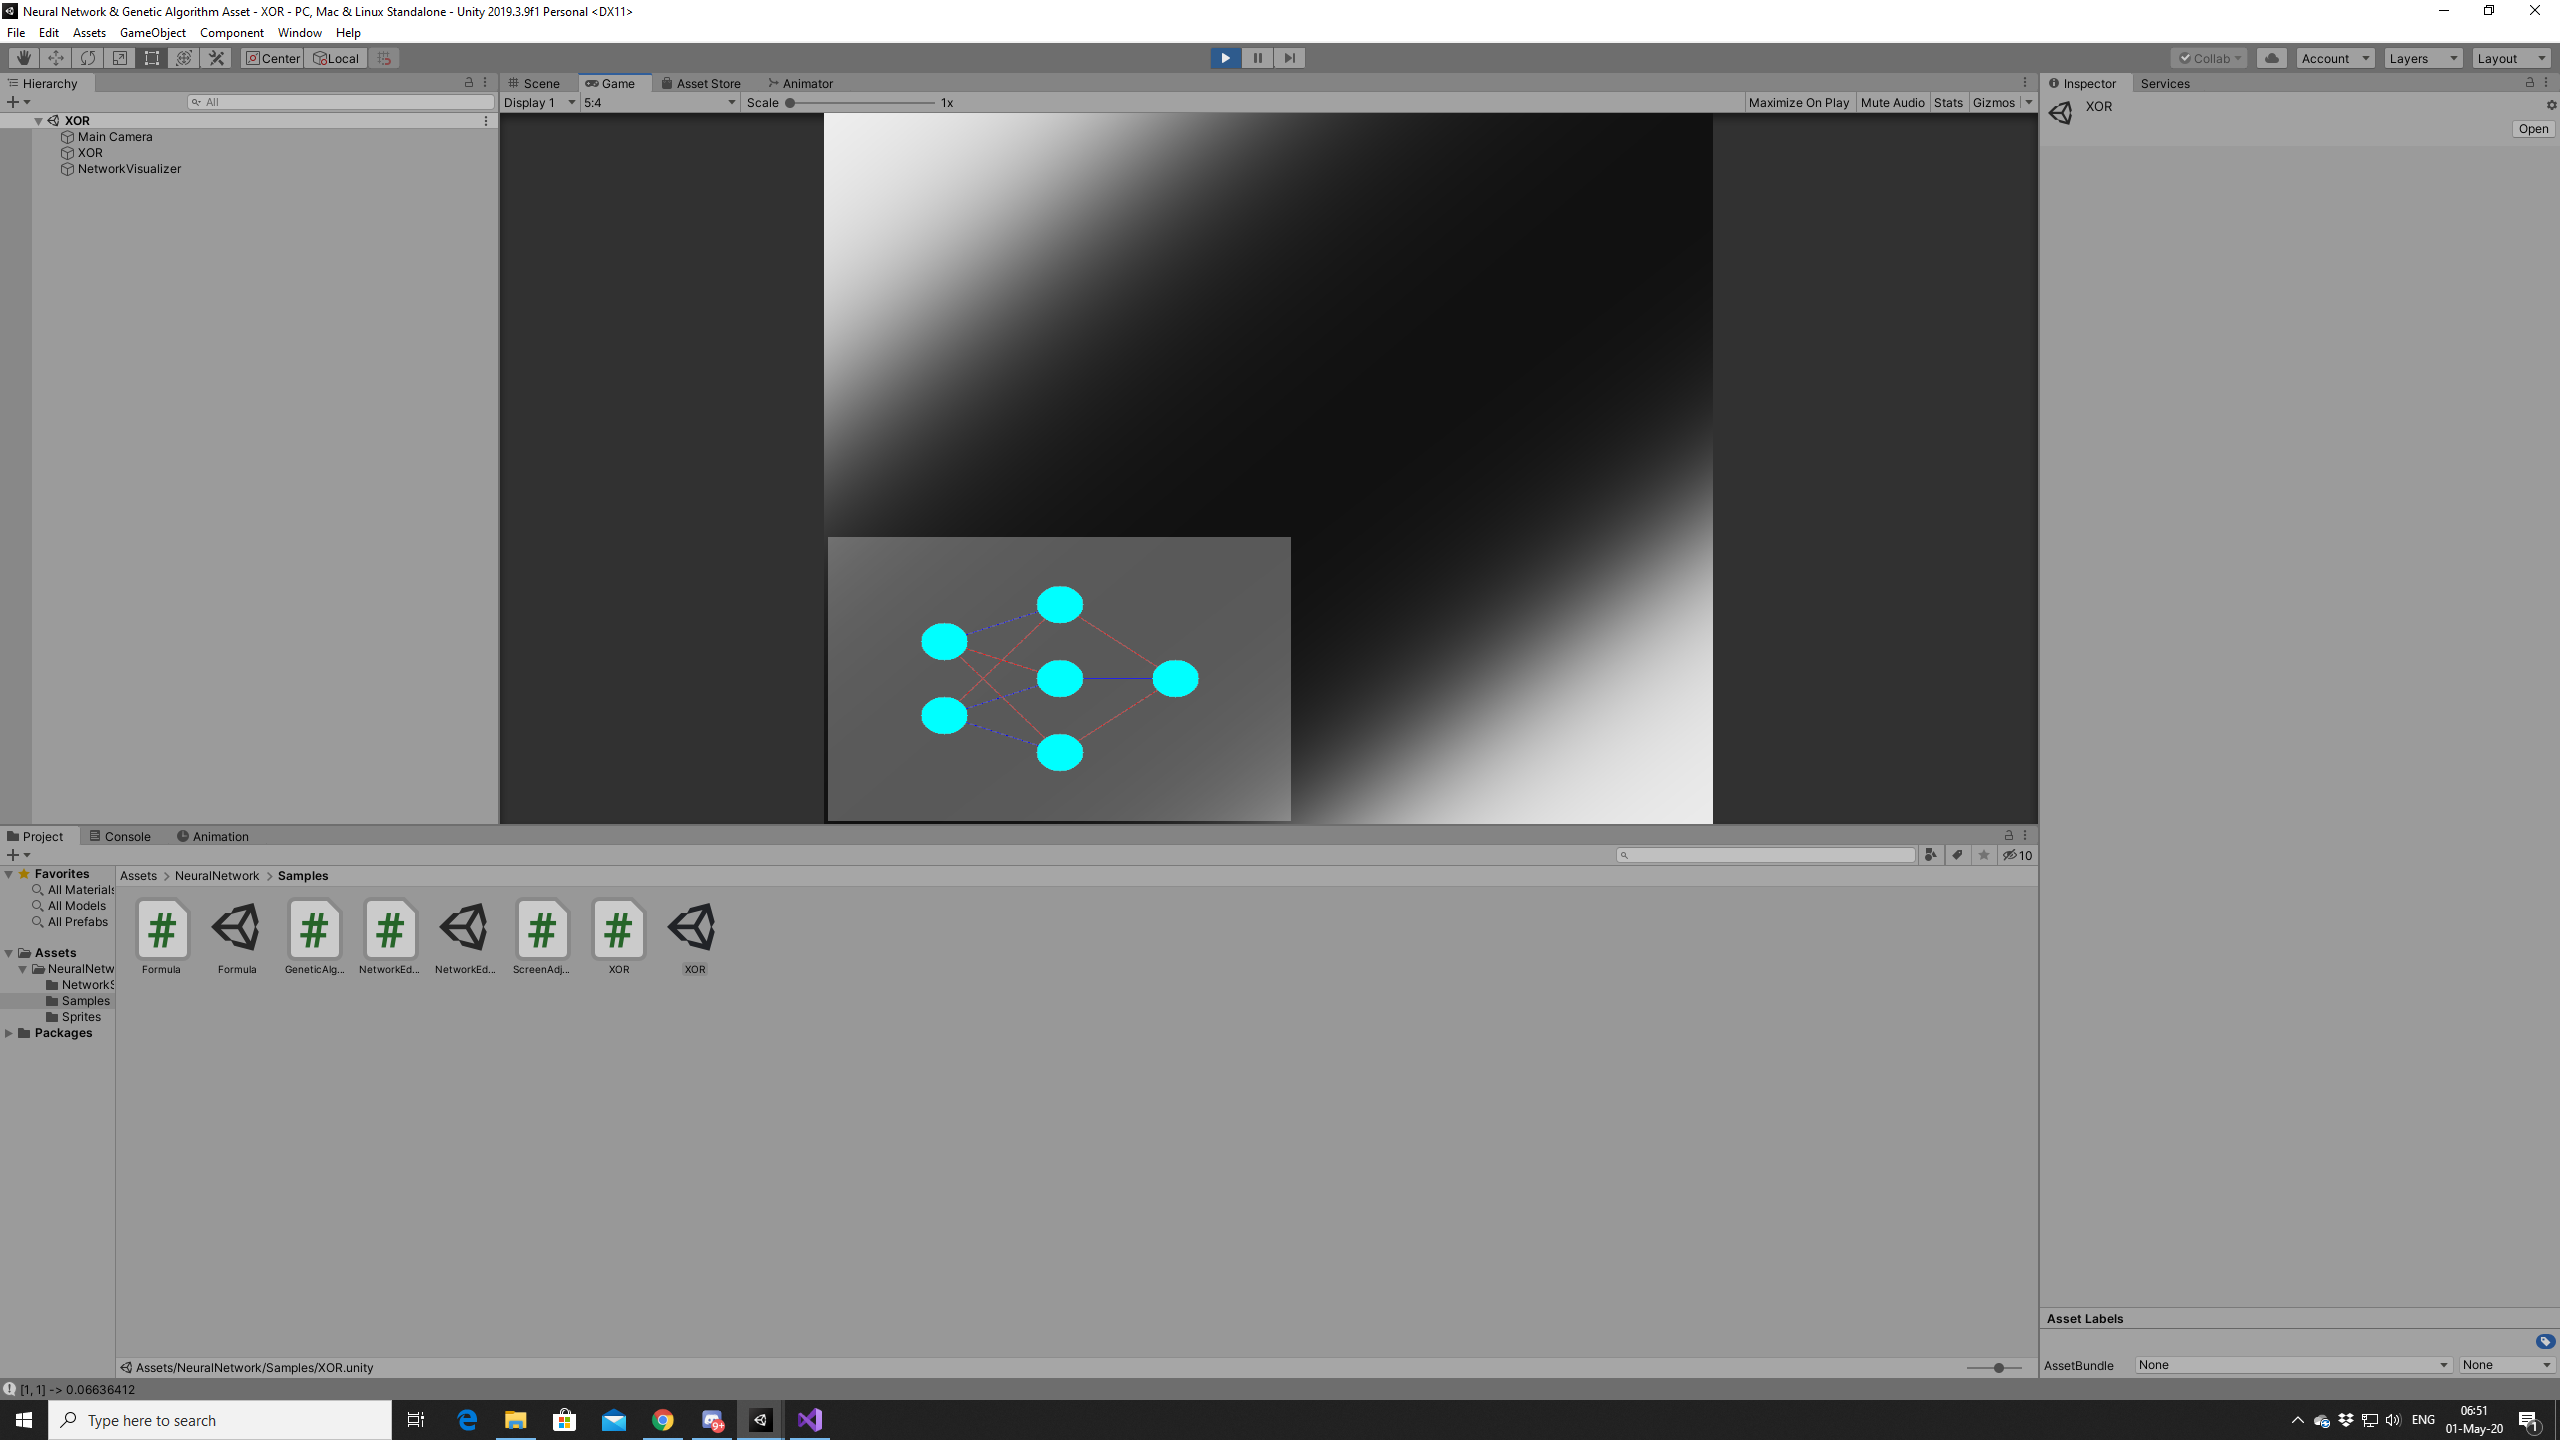 Neural Network & Genetic Algorithm Asset - XOR - PC, Mac & Linux Standalone - Unity 2019.3.9f1 Personal <DX11>
File Edit Assets GameObject Component Window Help
Center Local Collab Account Layers Layout
Hierarchy
All
XOR
Main Camera
XOR
NetworkVisualizer
Scene Game Asset Store Animator
Display 1 5:4 Scale 1x Maximize On Play Mute Audio Stats Gizmos
Inspector Services
XOR
Open
Project Console Animation
10
Favorites
All Materials
All Models
All Prefabs
Assets
NeuralNetw
NetworkS
Samples
Sprites
Packages
Assets > NeuralNetwork > Samples
Formula Formula GeneticAlg... NetworkEd... NetworkEd... ScreenAdj... XOR XOR
Assets/NeuralNetwork/Samples/XOR.unity
Asset Labels
AssetBundle None None
[1, 1] -> 0.06636412
Type here to search
9+
ENG
06:51
01-May-20
1